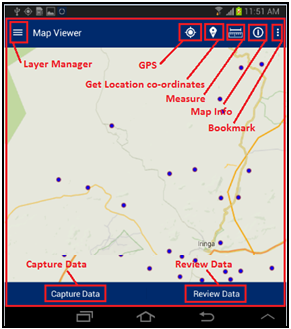 11:51 AM
Map Viewer
Layer Manager
GPS
Get Location co-ordinates
Measure
Map Info
Bookmark
Iringa
Capture Data
Review Data
Capture Data
Review Data